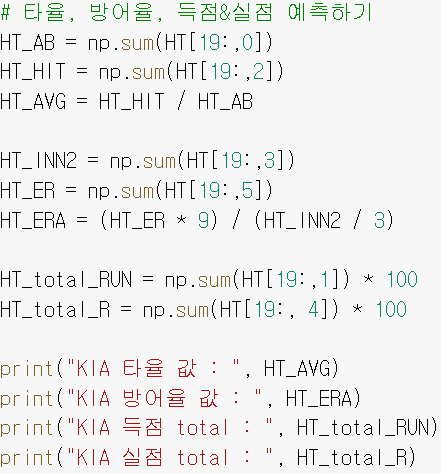 # 타율, 방어율, 득점&실점 예측하기
HT_AB = np.sum(HT[19:,0])
HT_HIT = np.sum(HT[19:,2])
HT_AVG = HT_HIT / HT_AB
HT_INN2 = np.sum(HT[19:,3])
HT_ER = np.sum(HT[19:,5])
HT_ERA = (HT_ER * 9) / (HT_INN2 / 3)
HT_total_RUN = np.sum(HT[19:,1]) * 100
HT_total_R = np.sum(HT[19:, 4]) * 100
print("KIA 타율 값 : ", HT_AVG)
print("KIA 방어율 값 : ", HT_ERA)
print("KIA 득점 total : ", HT_total_RUN)
print("KIA 실점 total : ", HT_total_R)